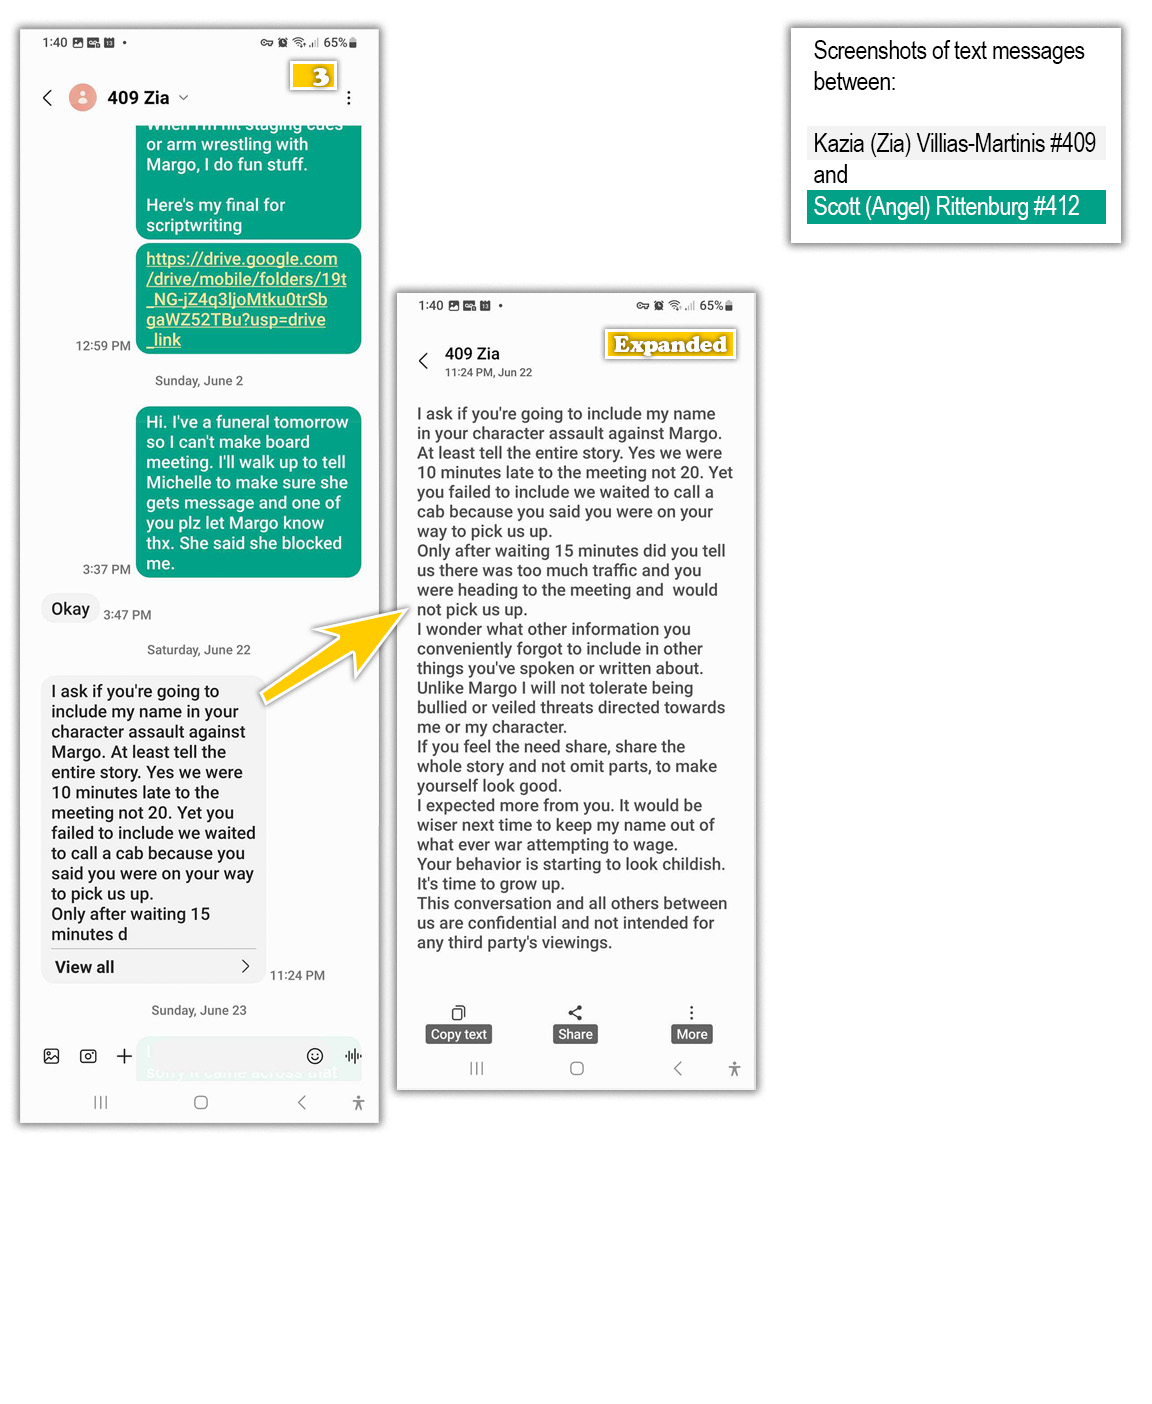 1:40
65%
3
409 Zia
When I'm hit staging cues
or arm wrestling with
Margo, I do fun stuff.
Here's my final for
scriptwriting
https://drive.google.com
/drive/mobile/folders/19t
_NG-jZ4q3ljoMtku0trSb
gaWZ52TBu?usp=drive
_link
12:59 PM
Sunday, June 2
Hi. I've a funeral tomorrow
so I can't make board
meeting. I'll walk up to tell
Michelle to make sure she
gets message and one of
you plz let Margo know
thx. She said she blocked
me.
3:37 PM
Okay
3:47 PM
Saturday, June 22
I ask if you're going to
include my name in your
character assault against
Margo. At least tell the
entire story. Yes we were
10 minutes late to the
meeting not 20. Yet you
failed to include we waited
to call a cab because you
said you were on your way
to pick us up.
Only after waiting 15
minutes d
View all
11:24 PM
Sunday, June 23
I
sorry it came across that
1:40
65%
Expanded
409 Zia
11:24 PM, Jun 22
I ask if you're going to include my name
in your character assault against Margo.
At least tell the entire story. Yes we were
10 minutes late to the meeting not 20. Yet
you failed to include we waited to call a
cab because you said you were on your
way to pick us up.
Only after waiting 15 minutes did you tell
us there was too much traffic and you
were heading to the meeting and  would
not pick us up.
I wonder what other information you
conveniently forgot to include in other
things you've spoken or written about.
Unlike Margo I will not tolerate being
bullied or veiled threats directed towards
me or my character.
If you feel the need share, share the
whole story and not omit parts, to make
yourself look good.
I expected more from you. It would be
wiser next time to keep my name out of
what ever war attempting to wage.
Your behavior is starting to look childish.
It's time to grow up.
This conversation and all others between
us are confidential and not intended for
any third party's viewings.
Copy text
Share
More
Screenshots of text messages
between:
Kazia (Zia) Villias-Martinis #409
and
Scott (Angel) Rittenburg #412